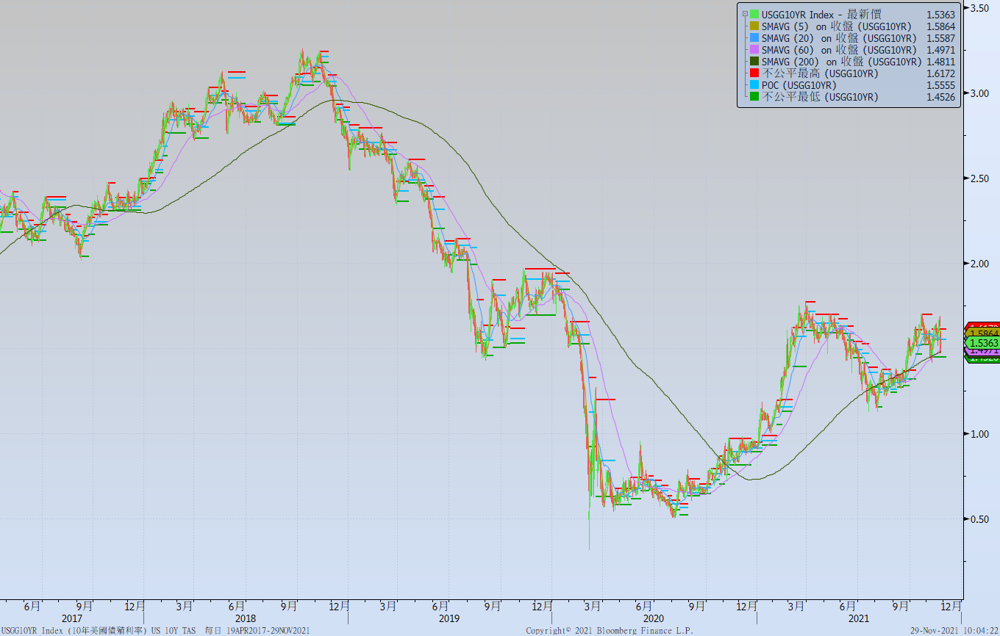 USGG10YR Index - 最新價 1.5363
SMAVG (5) on 收盤 (USGG10YR) 1.5864
SMAVG (20) on 收盤 (USGG10YR) 1.5587
SMAVG (60) on 收盤 (USGG10YR) 1.4971
SMAVG (200) on 收盤 (USGG10YR) 1.4811
不公平最高 (USGG10YR) 1.6172
POC (USGG10YR) 1.5555
不公平最低 (USGG10YR) 1.4526
3.50
3.00
2.50
2.00
1.5864
1.5363
1.4971
1.00
0.50
6月 9月 12月 3月 6月 9月 12月 3月 6月 9月 12月 3月 6月 9月 12月 3月 6月 9月 12月
2017 2018 2019 2020 2021
USGG10YR Index (10年美國債殖利率) US 10Y TAS 每日 19APR2017-29NOV2021 Copyright© 2021 Bloomberg Finance L.P. 29-Nov-2021 10:04:22